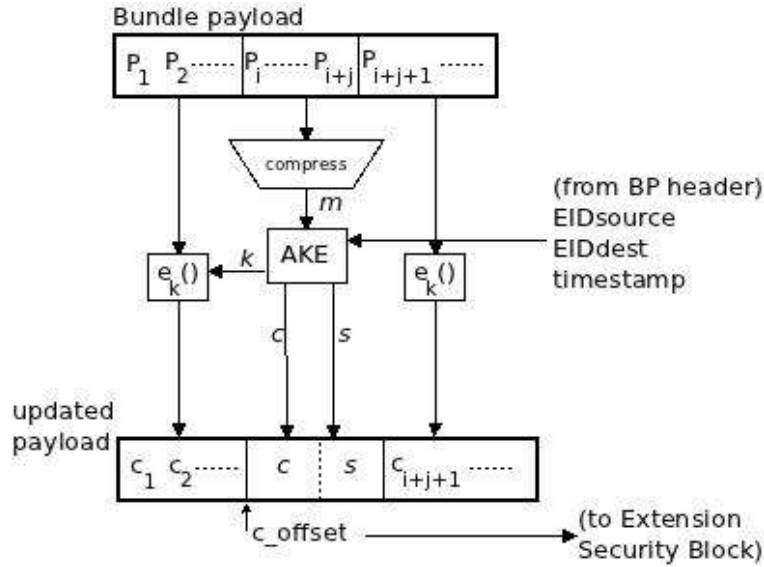 Bundle payload
P1 P2 ...... Pi ...... Pi+j Pi+j+1 ......
compress
m
(from BP header)
EIDsource
EIDdest
timestamp
AKE
k
ek()
ek()
c
s
updated
payload
c1 c2 ...... c s ci+j+1 ......
c_offset
(to Extension
Security Block)